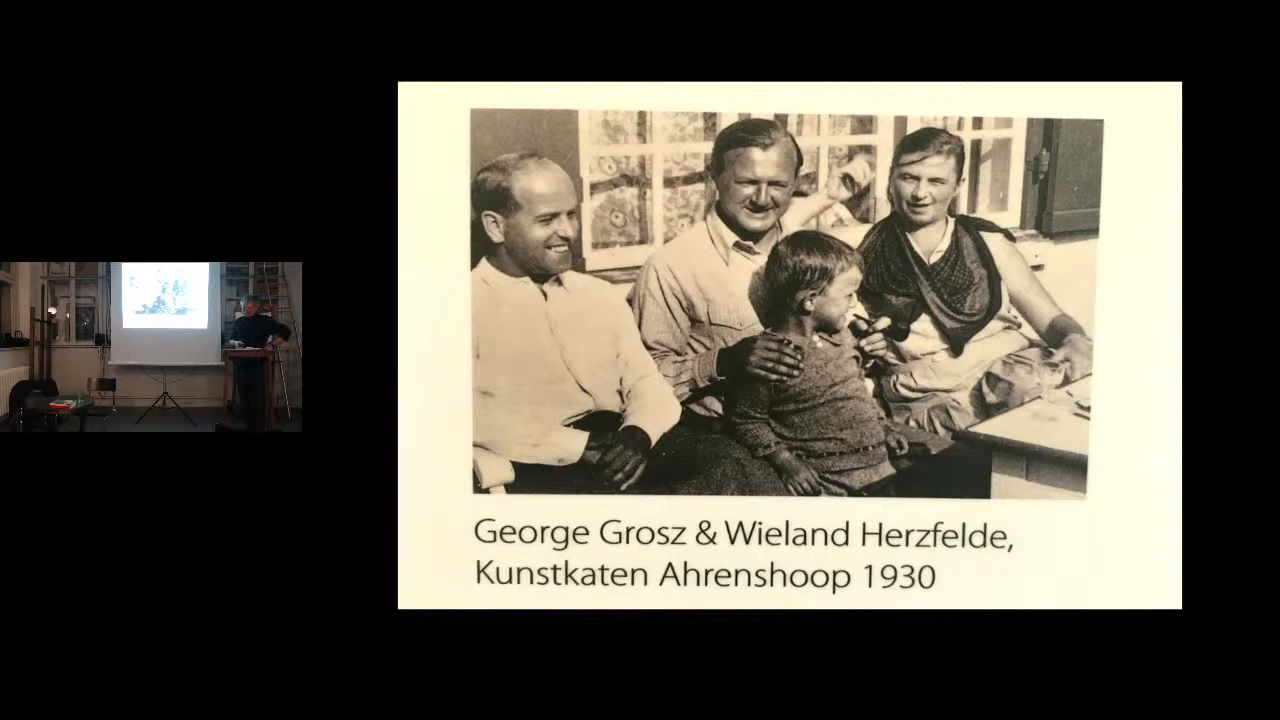 George Grosz & Wieland Herzfelde,
Kunstkaten Ahrenshoop 1930